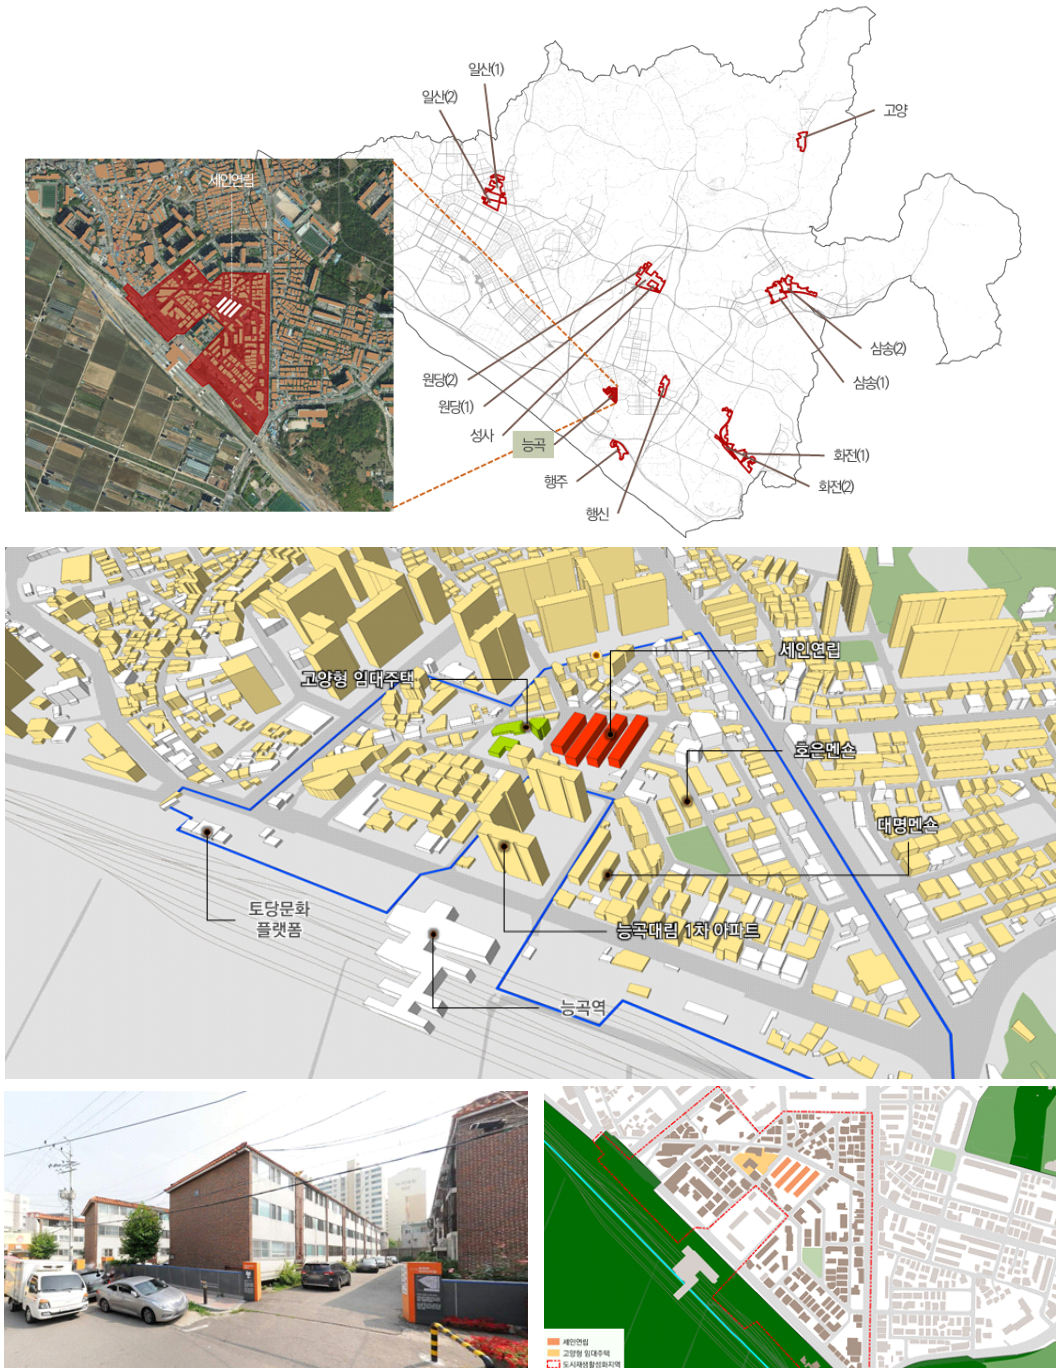 일산(1)
일산(2)
고양
세인연립
원당(2)
원당(1)
성사
능곡
행주
행신
삼송(2)
삼송(1)
화전(1)
화전(2)
세인연립
고양형 임대주택
호은멘숀
대명멘숀
토당문화
플랫폼
능곡대림 1차 아파트
능곡역
세인연립
고양형 임대주택
도시재생활성화지역